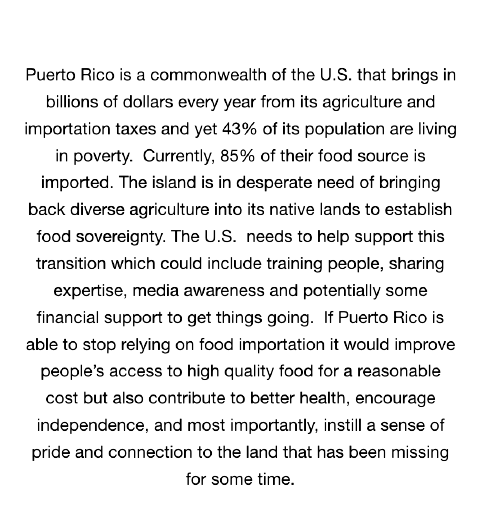 Puerto Rico is a commonwealth of the U.S. that brings in
billions of dollars every year from its agriculture and
importation taxes and yet 43% of its population are living
in poverty.  Currently, 85% of their food source is
imported. The island is in desperate need of bringing
back diverse agriculture into its native lands to establish
food sovereignty. The U.S.  needs to help support this
transition which could include training people, sharing
expertise, media awareness and potentially some
financial support to get things going.  If Puerto Rico is
able to stop relying on food importation it would improve
people’s access to high quality food for a reasonable
cost but also contribute to better health, encourage
independence, and most importantly, instill a sense of
pride and connection to the land that has been missing
for some time.